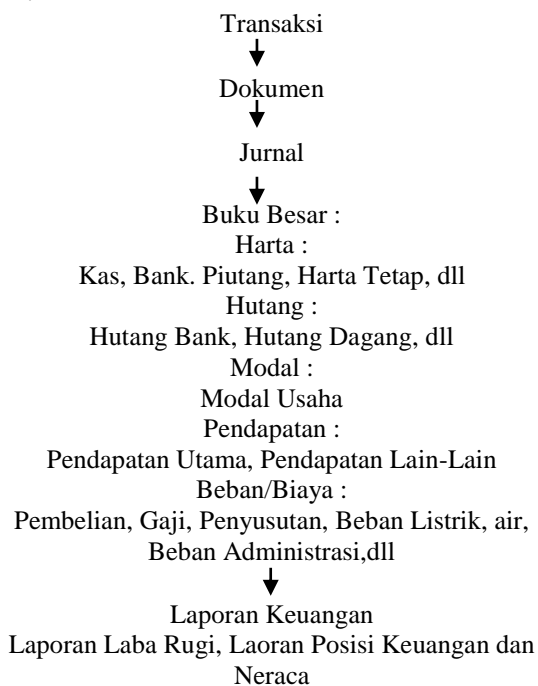 Transaksi
Dokumen
Jurnal
Buku Besar :
Harta :
Kas, Bank. Piutang, Harta Tetap, dll
Hutang :
Hutang Bank, Hutang Dagang, dll
Modal :
Modal Usaha
Pendapatan :
Pendapatan Utama, Pendapatan Lain-Lain
Beban/Biaya :
Pembelian, Gaji, Penyusutan, Beban Listrik, air,
Beban Administrasi,dll
Laporan Keuangan
Laporan Laba Rugi, Laoran Posisi Keuangan dan
Neraca